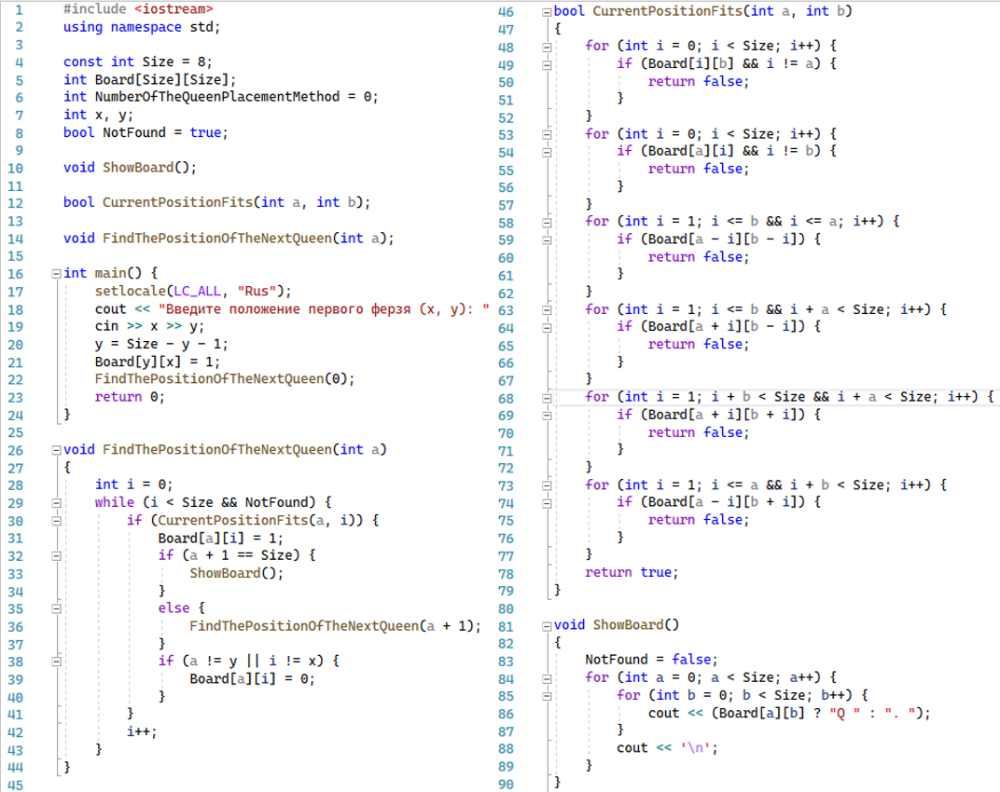 1 #include <iostream>
2 using namespace std;
3
4 const int Size = 8;
5 int Board[Size][Size];
6 int NumberOfTheQueenPlacementMethod = 0;
7 int x, y;
8 bool NotFound = true;
9
10 void ShowBoard();
11
12 bool CurrentPositionFits(int a, int b);
13
14 void FindThePositionOfTheNextQueen(int a);
15
16 int main() {
17 setlocale(LC_ALL, "Rus");
18 cout << "Введите положение первого ферзя (x, y): "
19 cin >> x >> y;
20 y = Size - y - 1;
21 Board[y][x] = 1;
22 FindThePositionOfTheNextQueen(0);
23 return 0;
24 }
25
26 void FindThePositionOfTheNextQueen(int a)
27 {
28 int i = 0;
29 while (i < Size && NotFound) {
30 if (CurrentPositionFits(a, i)) {
31 Board[a][i] = 1;
32 if (a + 1 == Size) {
33 ShowBoard();
34 }
35 else {
36 FindThePositionOfTheNextQueen(a + 1);
37 }
38 if (a != y || i != x) {
39 Board[a][i] = 0;
40 }
41 }
42 i++;
43 }
44 }
45
46 bool CurrentPositionFits(int a, int b)
47 {
48 for (int i = 0; i < Size; i++) {
49 if (Board[i][b] && i != a) {
50 return false;
51 }
52 }
53 for (int i = 0; i < Size; i++) {
54 if (Board[a][i] && i != b) {
55 return false;
56 }
57 }
58 for (int i = 1; i <= b && i <= a; i++) {
59 if (Board[a - i][b - i]) {
60 return false;
61 }
62 }
63 for (int i = 1; i <= b && i + a < Size; i++) {
64 if (Board[a + i][b - i]) {
65 return false;
66 }
67 }
68 for (int i = 1; i + b < Size && i + a < Size; i++) {
69 if (Board[a + i][b + i]) {
70 return false;
71 }
72 }
73 for (int i = 1; i <= a && i + b < Size; i++) {
74 if (Board[a - i][b + i]) {
75 return false;
76 }
77 }
78 return true;
79 }
80
81 void ShowBoard()
82 {
83 NotFound = false;
84 for (int a = 0; a < Size; a++) {
85 for (int b = 0; b < Size; b++) {
86 cout << (Board[a][b] ? "Q " : ". ");
87 }
88 cout << '\n';
89 }
90 }